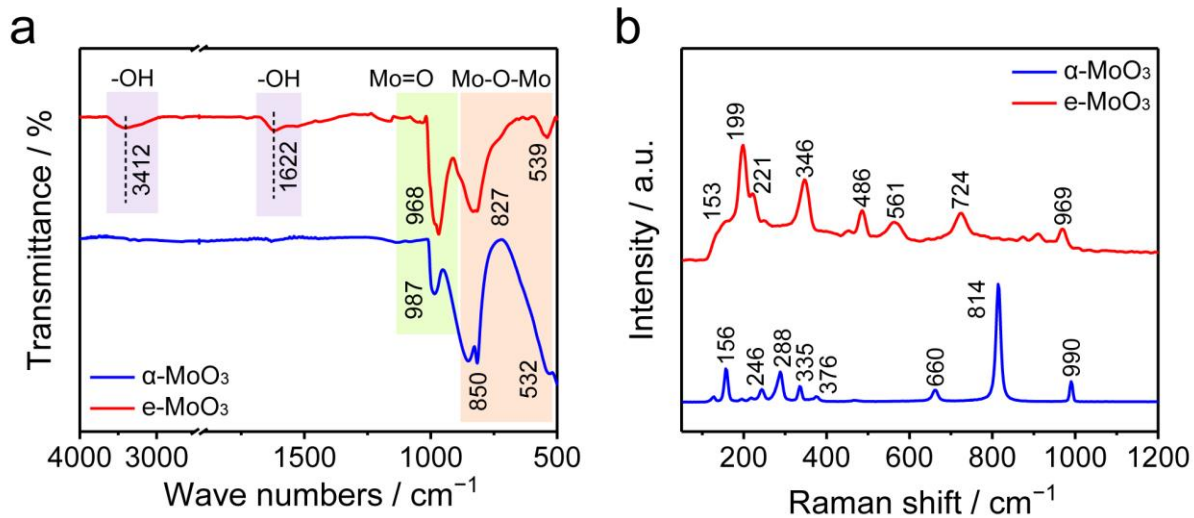 a
-OH
-OH
Mo=O
Mo-O-Mo
3412
1622
968
827
539
987
850
532
α-MoO₃
e-MoO₃
Transmittance / %
4000
3000
1500
1000
500
Wave numbers / cm⁻¹
b
α-MoO₃
e-MoO₃
153
199
221
346
486
561
724
969
156
246
288
335
376
660
814
990
Intensity / a.u.
200
400
600
800
1000
1200
Raman shift / cm⁻¹